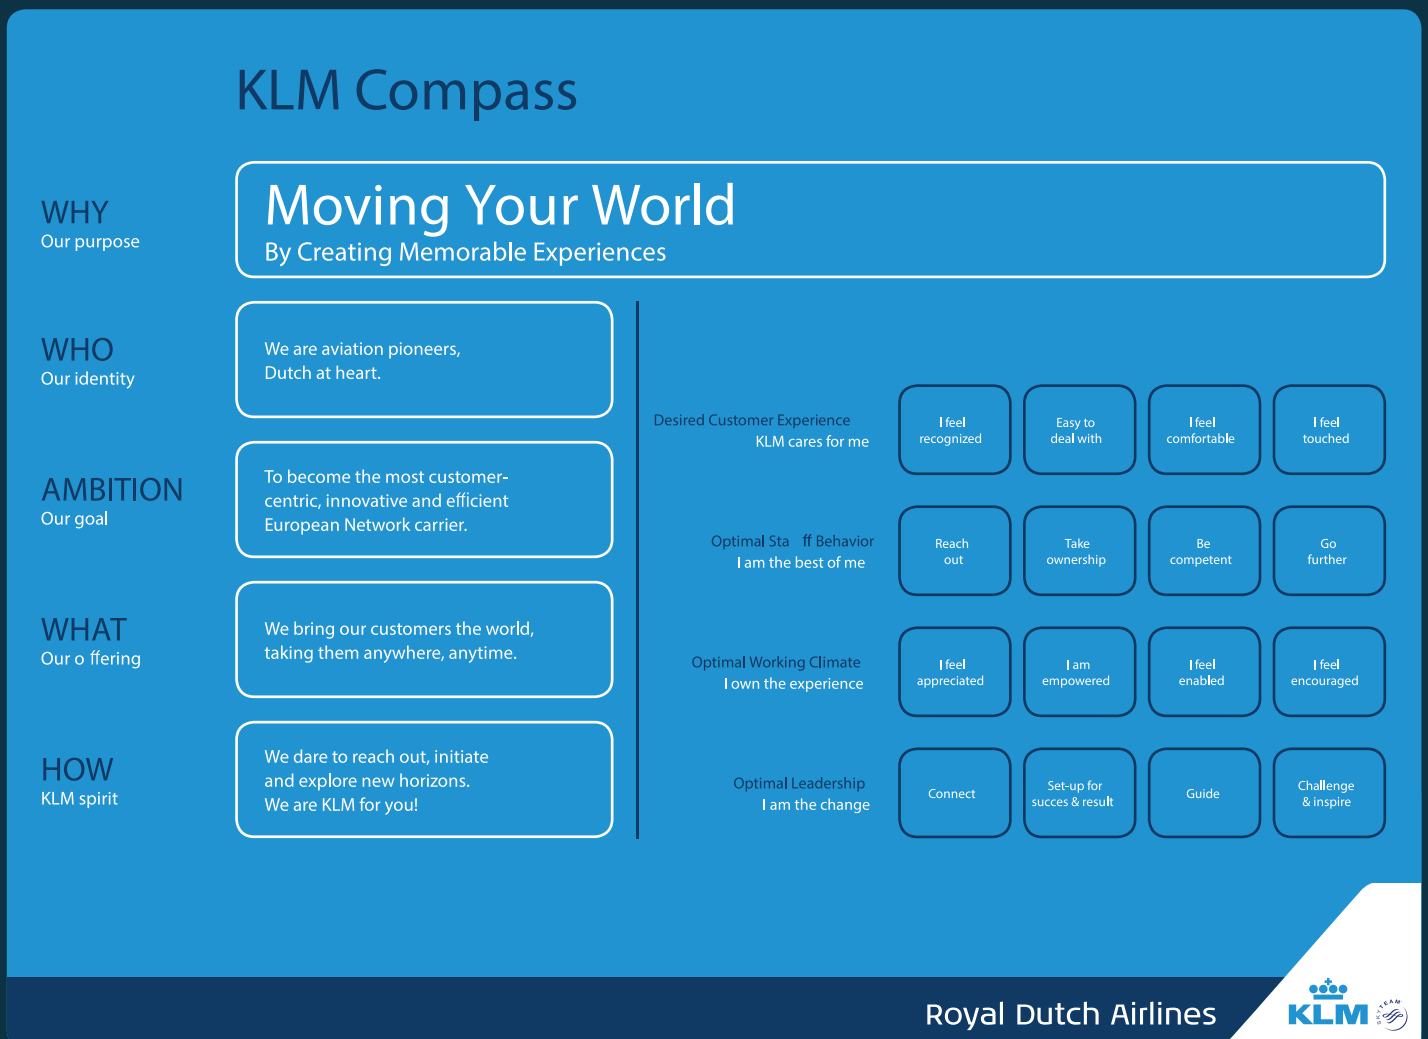 KLM Compass
WHY
Our purpose
Moving Your World
By Creating Memorable Experiences
WHO
Our identity
We are aviation pioneers,
Dutch at heart.
AMBITION
Our goal
To become the most customer-
centric, innovative and efficient
European Network carrier.
WHAT
Our o ffering
We bring our customers the world,
taking them anywhere, anytime.
HOW
KLM spirit
We dare to reach out, initiate
and explore new horizons.
We are KLM for you!
Desired Customer Experience
KLM cares for me
I feel
recognized
Easy to
deal with
I feel
comfortable
I feel
touched
Optimal Sta ff Behavior
I am the best of me
Reach
out
Take
ownership
Be
competent
Go
further
Optimal Working Climate
I own the experience
I feel
appreciated
I am
empowered
I feel
enabled
I feel
encouraged
Optimal Leadership
I am the change
Connect
Set-up for
succes & result
Guide
Challenge
& inspire
Royal Dutch Airlines
KLM
SKYTEAM